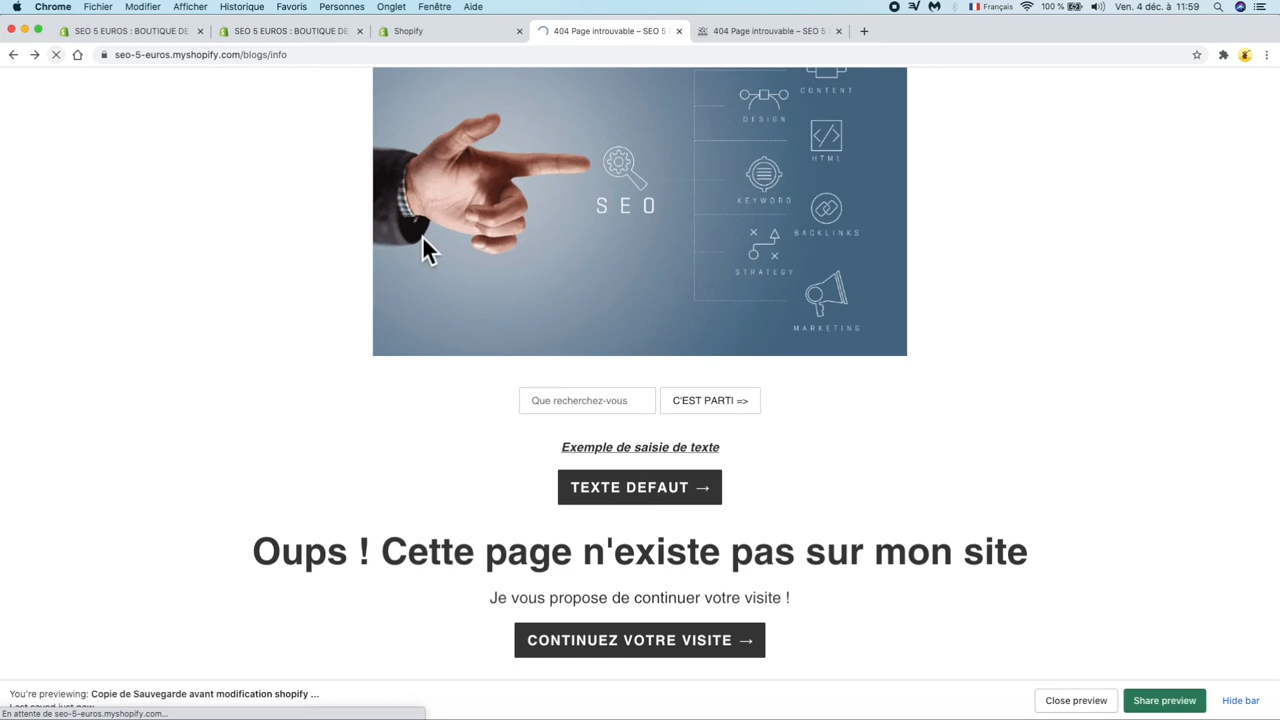 Chrome Fichier Modifier Afficher Historique Favoris Personnes Onglet Fenêtre Aide Français 100 % Ven. 4 déc. à 11:59
SEO 5 EUROS : BOUTIQUE DE SEO 5 EUROS : BOUTIQUE DE Shopify 404 Page introuvable – SEO 5 404 Page introuvable – SEO 5
seo-5-euros.myshopify.com/blogs/info
CONTENT
DESIGN
HTML
KEYWORD
SEO
BACKLINKS
STRATEGY
MARKETING
Que recherchez-vous C'EST PARTI =>
Exemple de saisie de texte
TEXTE DEFAUT →
Oups ! Cette page n'existe pas sur mon site
Je vous propose de continuer votre visite !
CONTINUEZ VOTRE VISITE →
You're previewing: Copie de Sauvegarde avant modification shopify ...
Close preview Share preview Hide bar
Last saved just now
En attente de seo-5-euros.myshopify.com...